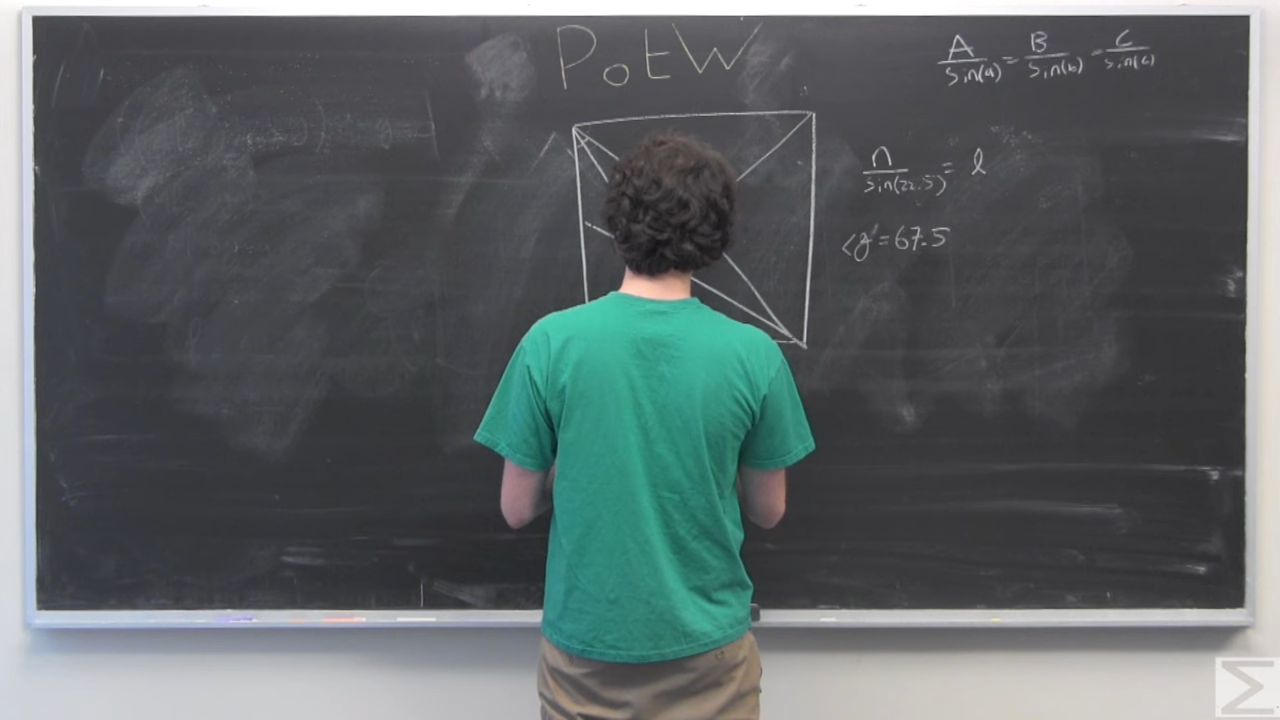 PotW
A/sin(a) = B/sin(b) = C/sin(c)
n/sin(22.5) = l
<g' = 67.5
Σ